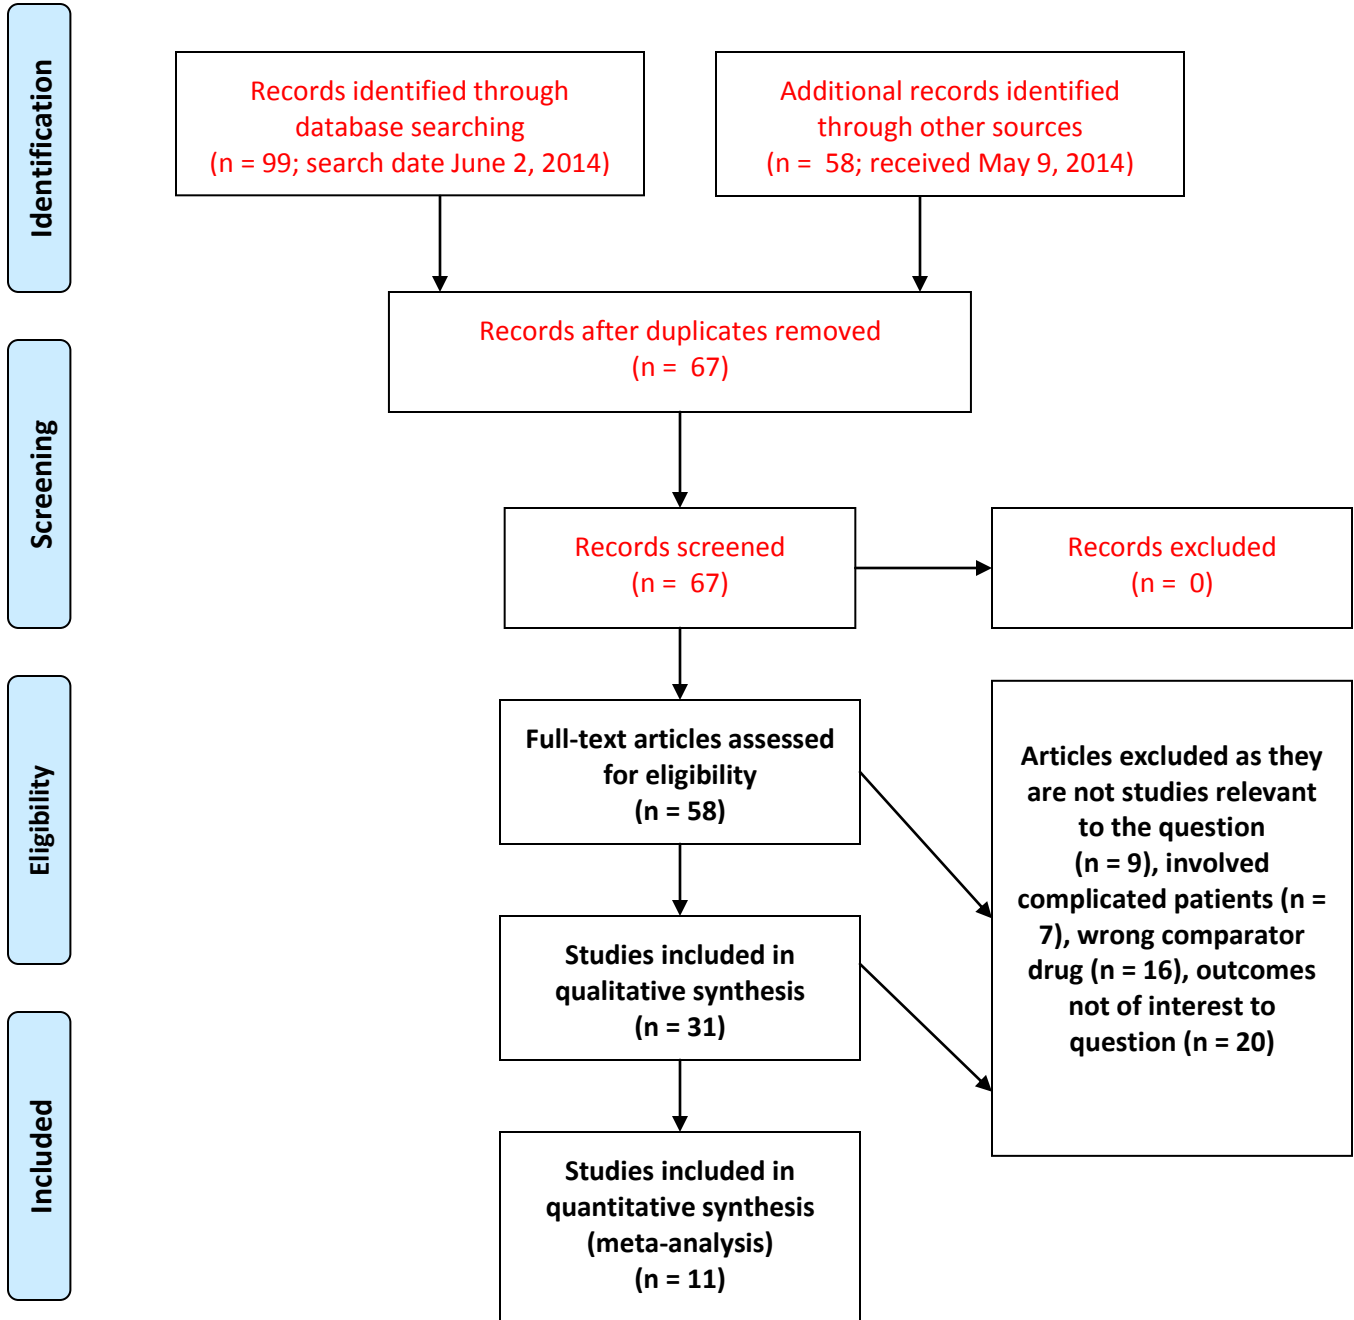 Identification
Records identified through
database searching
(n = 99; search date June 2, 2014)
Additional records identified
through other sources
(n = 58; received May 9, 2014)
Records after duplicates removed
(n = 67)
Screening
Records screened
(n = 67)
Records excluded
(n = 0)
Eligibility
Full-text articles assessed
for eligibility
(n = 58)
Articles excluded as they
are not studies relevant
to the question
(n = 9), involved
complicated patients (n =
7), wrong comparator
drug (n = 16), outcomes
not of interest to
question (n = 20)
Studies included in
qualitative synthesis
(n = 31)
Included
Studies included in
quantitative synthesis
(meta-analysis)
(n = 11)